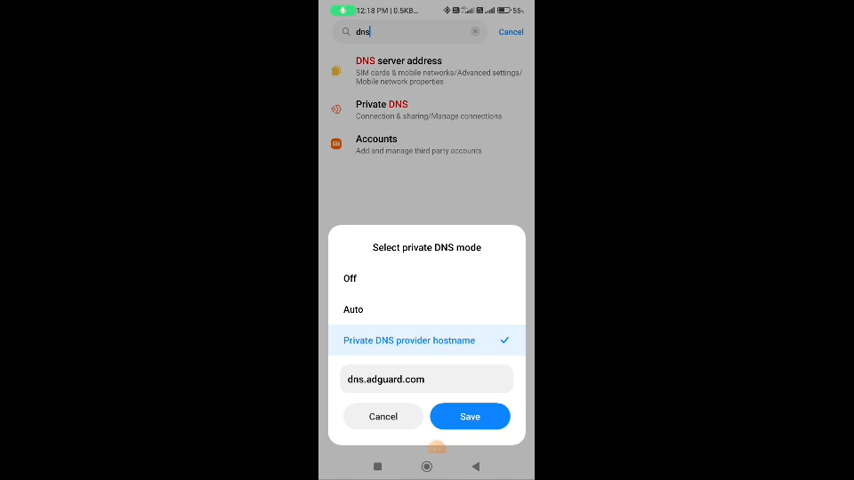 12:18 PM | 0.5KB... 55%
dns Cancel
DNS server address
SIM cards & mobile networks/Advanced settings/
Mobile network properties
Private DNS
Connection & sharing/Manage connections
Accounts
Add and manage third party accounts
Select private DNS mode
Off
Auto
Private DNS provider hostname
dns.adguard.com
Cancel Save